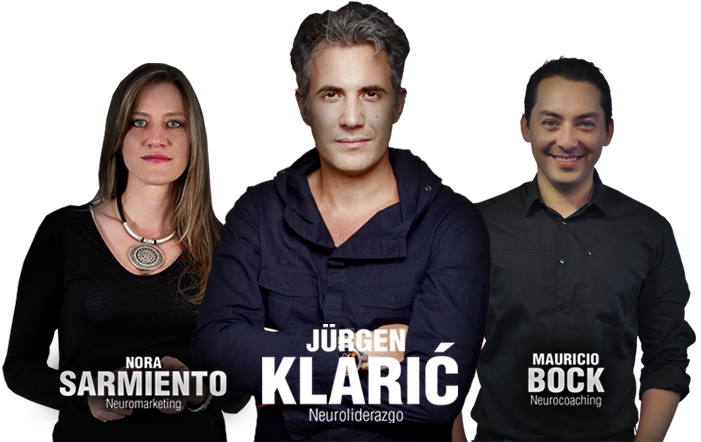 NORA
SARMIENTO
Neuromarketing
JÜRGEN
KLARIĆ
Neuroliderazgo
MAURICIO
BOCK
Neurocoaching